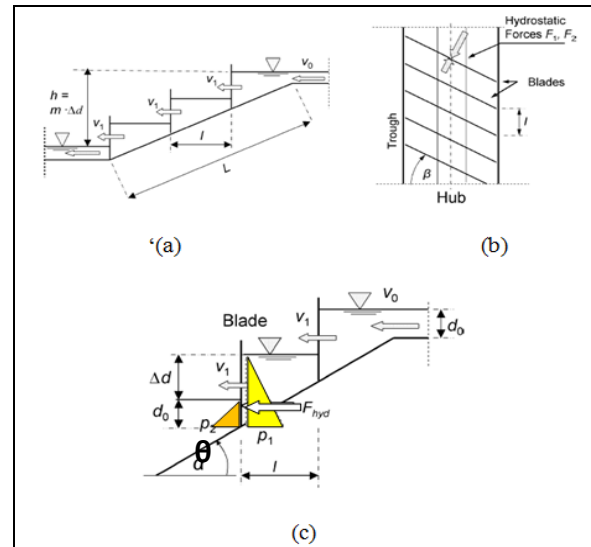 h =
m · Δd
v₁
v₁
v₁
v₀
l
L
‘(a)
Hydrostatic
Forces F₁, F₂
Blades
Trough
l
β
Hub
(b)
Blade
v₀
v₁
d₀
Δd
v₁
d₀
F_hyd
p₂
p₁
θ
α
l
(c)